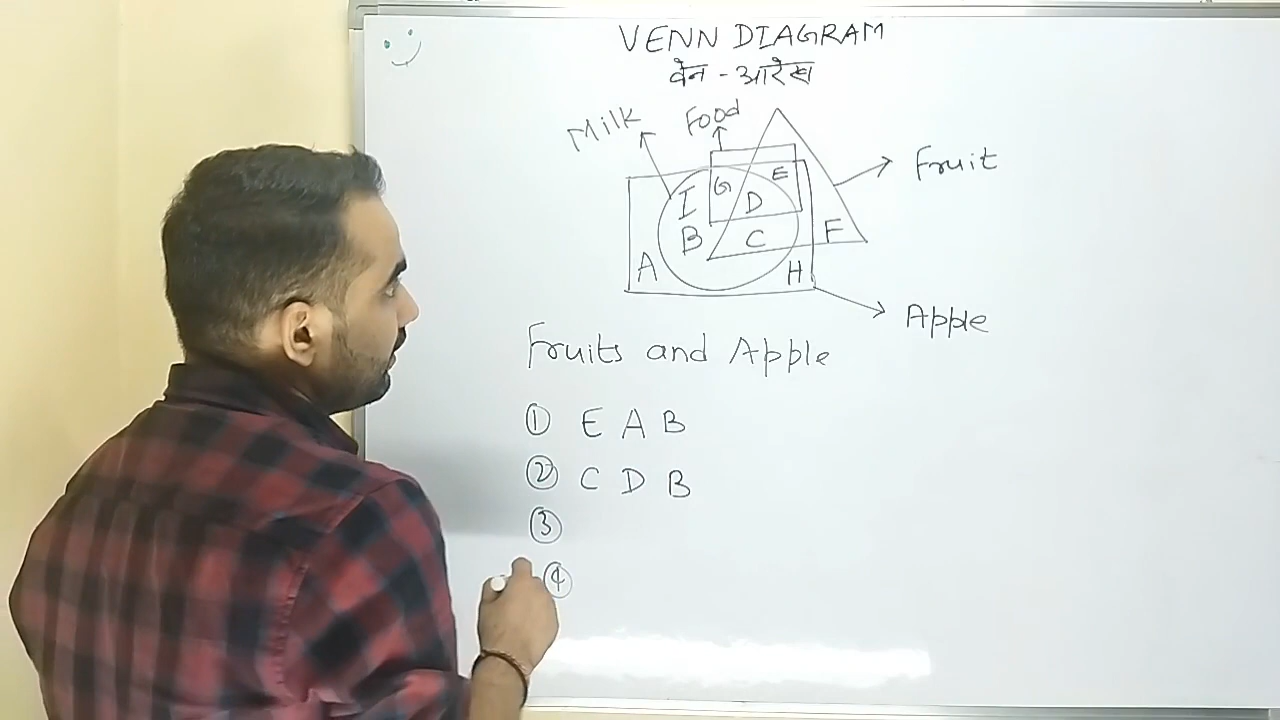 VENN DIAGRAM
वेन - आरेख
Milk
Food
Fruit
I G D E
B C F
A H
Apple
Fruits and Apple
① E A B
② C D B
③
④